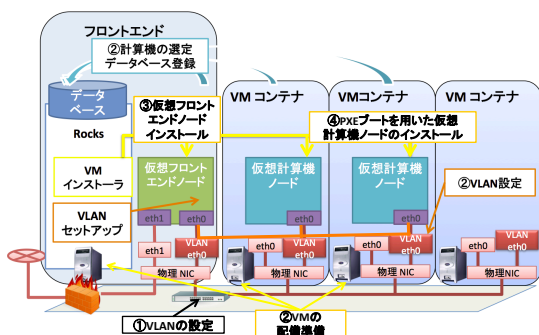 フロントエンド
②計算機の選定
データベース登録
データ
ベース
Rocks
VM
インストーラ
VLAN
セットアップ
③仮想フロント
エンドノード
インストール
仮想フロント
エンドノード
eth1
eth0
eth1
VLAN
eth0
物理 NIC
VM コンテナ
仮想計算機
ノード
eth0
eth0
VLAN
eth0
物理 NIC
VM コンテナ
④PXEブートを用いた仮想
計算機ノードのインストール
仮想計算機
ノード
eth0
eth0
VLAN
eth0
物理 NIC
VM コンテナ
②VLAN設定
eth0
VLAN
eth0
物理 NIC
①VLANの設定
②VMの
配備準備